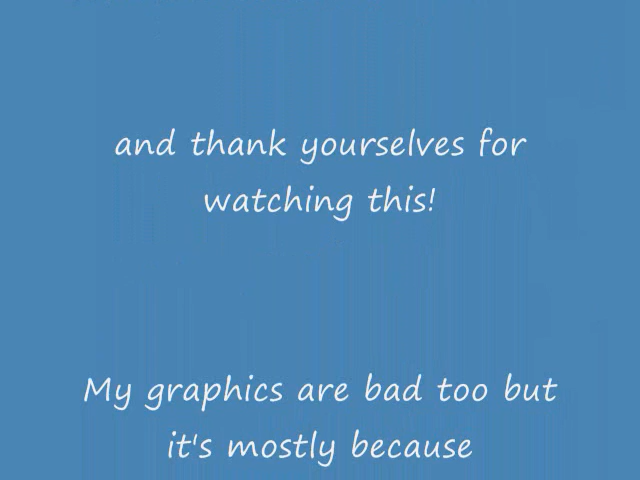 and thank yourselves for
watching this!
My graphics are bad too but
it's mostly because